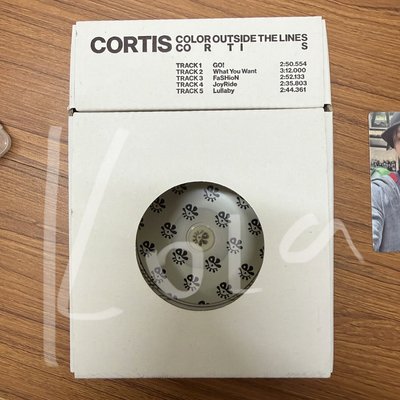 CORTIS COLOR OUTSIDE THE LINES
CO R TI S
TRACK 1 GO! 2:50.554
TRACK 2 What You Want 3:12.000
TRACK 3 FaSHioN 2:52.133
TRACK 4 JoyRide 2:35.803
TRACK 5 Lullaby 2:44.361
Lola